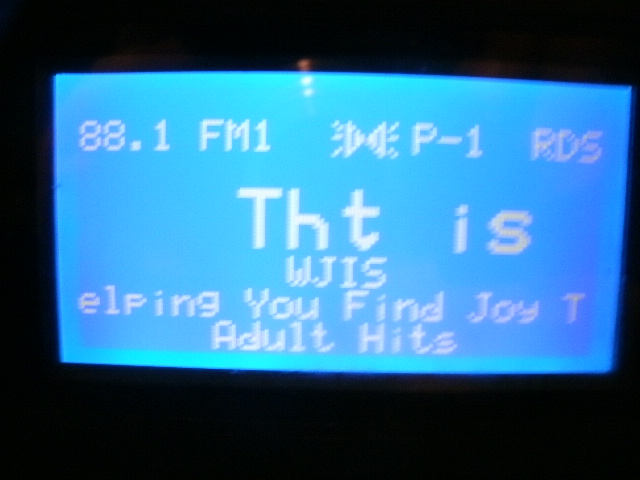 88.1 FM1 P-1 RDS
Tht is
WJIS
elping You Find Joy T
Adult Hits